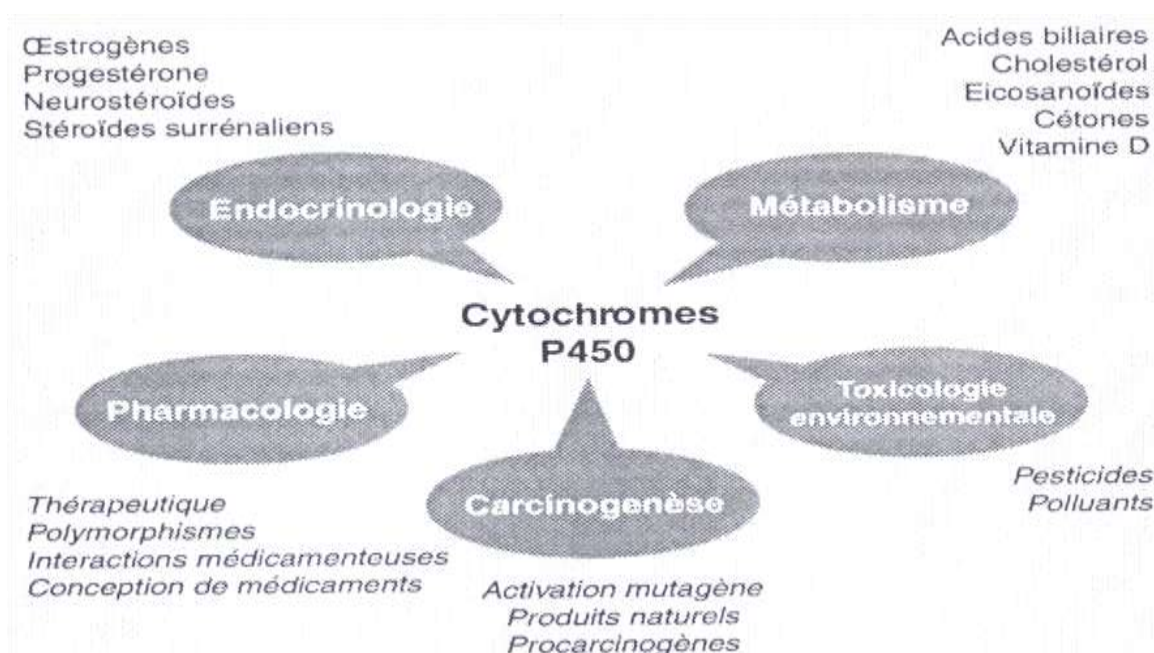 Œstrogènes
Progestérone
Neurostéroïdes
Stéroïdes surrénaliens
Acides biliaires
Cholestérol
Eicosanoïdes
Cétones
Vitamine D
Endocrinologie
Métabolisme
Cytochromes
P450
Pharmacologie
Toxicologie
environnementale
Thérapeutique
Polymorphismes
Interactions médicamenteuses
Conception de médicaments
Carcinogenèse
Activation mutagène
Produits naturels
Procarcinogènes
Pesticides
Polluants